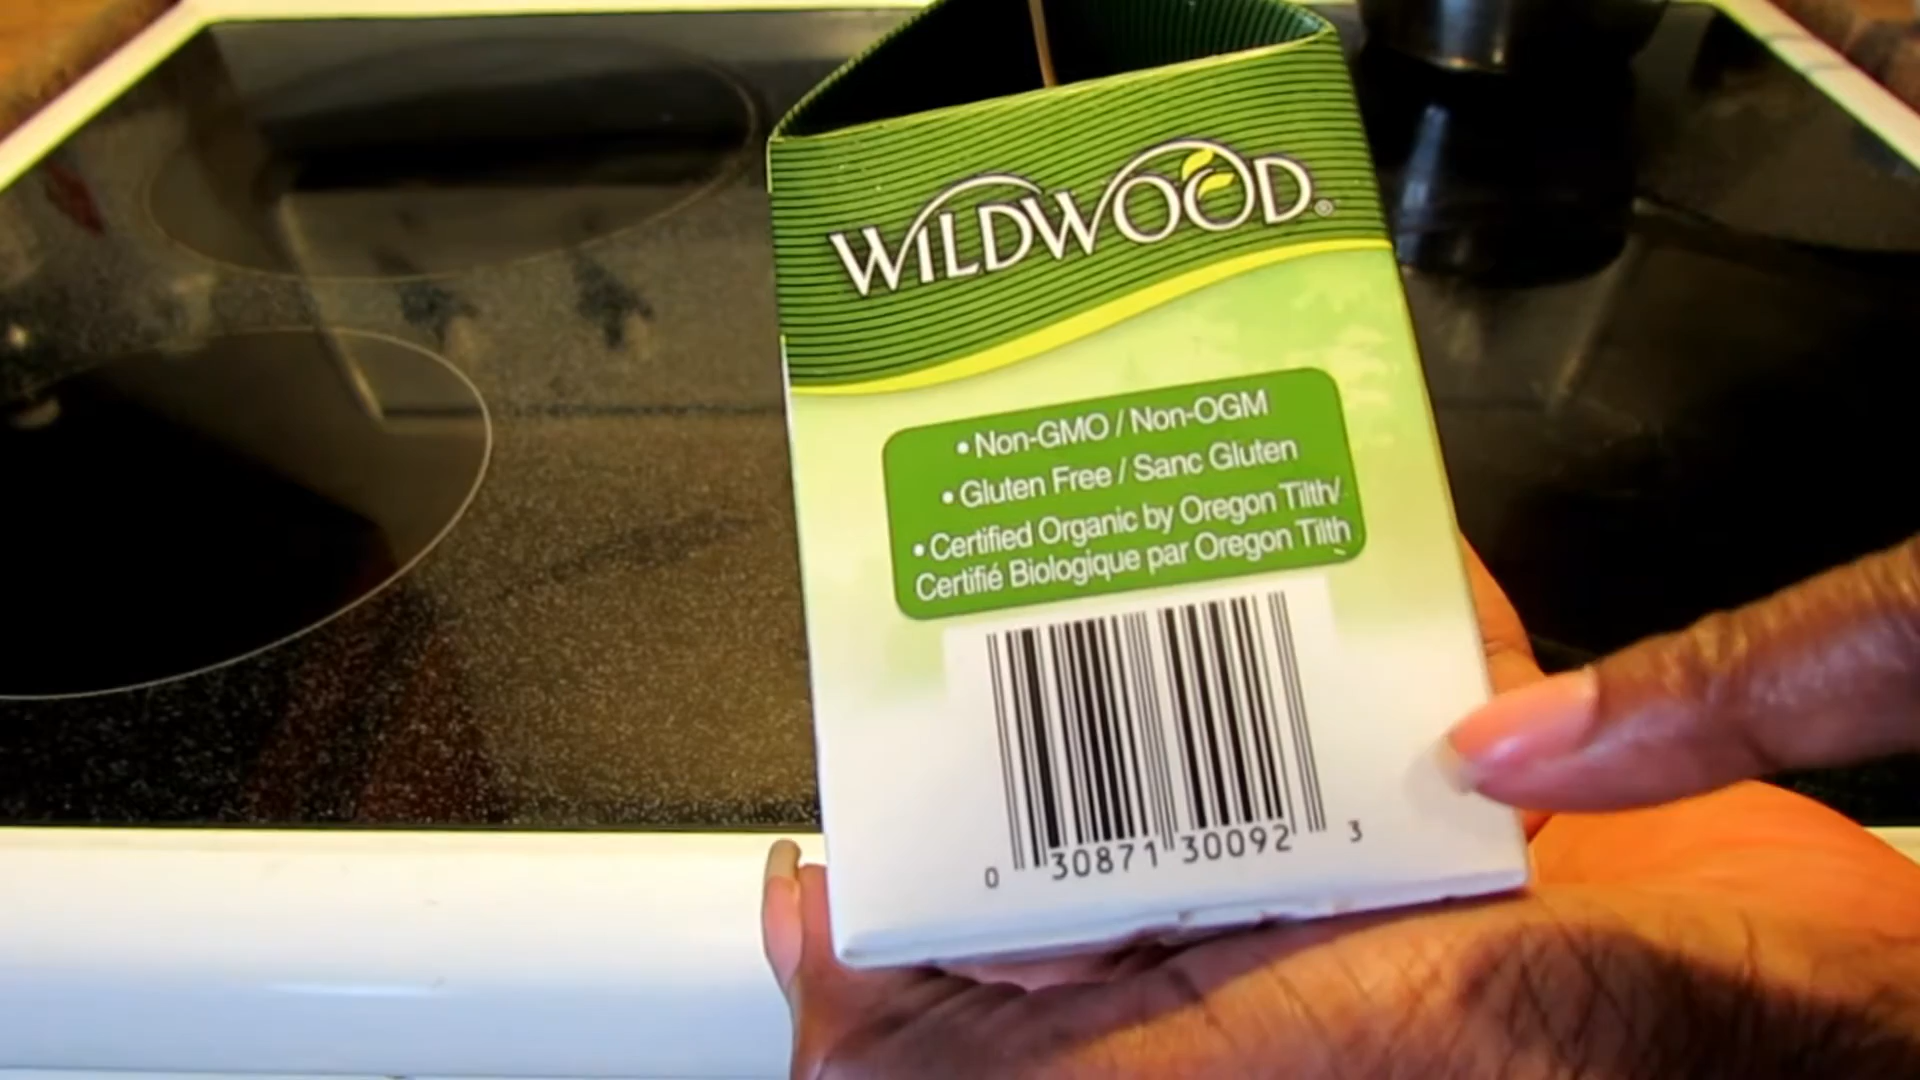 WILDWOOD®
• Non-GMO / Non-OGM
• Gluten Free / Sanc Gluten
• Certified Organic by Oregon Tilth/
Certifié Biologique par Oregon Tilth
0 30871 30092 3